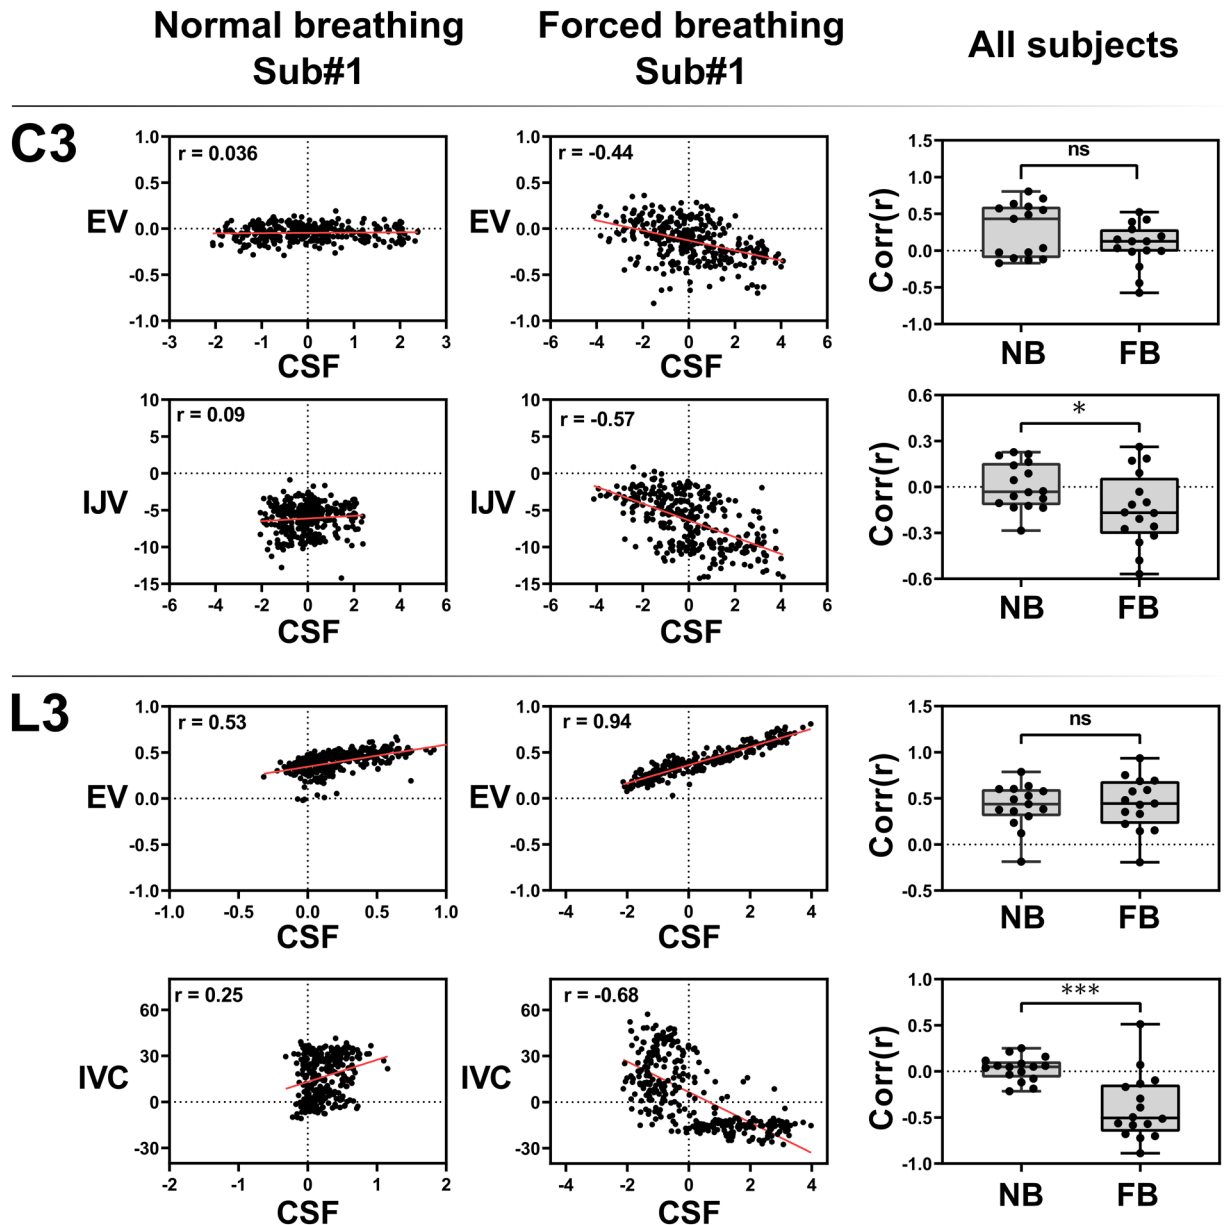 Normal breathing
Sub#1
Forced breathing
Sub#1
All subjects
C3
EV
r = 0.036
1.0
0.5
0.0
-0.5
-1.0
-3 -2 -1 0 1 2 3
CSF
EV
r = -0.44
1.0
0.5
0.0
-0.5
-1.0
-6 -4 -2 0 2 4 6
CSF
Corr(r)
ns
1.5
1.0
0.5
0.0
-0.5
-1.0
NB FB
IJV
r = 0.09
10
5
0
-5
-10
-15
-6 -4 -2 0 2 4 6
CSF
IJV
r = -0.57
10
5
0
-5
-10
-15
-6 -4 -2 0 2 4 6
CSF
Corr(r)
*
0.6
0.3
0.0
-0.3
-0.6
NB FB
L3
EV
r = 0.53
1.0
0.5
0.0
-0.5
-1.0
-1.0 -0.5 0.0 0.5 1.0
CSF
EV
r = 0.94
1.0
0.5
0.0
-0.5
-1.0
-4 -2 0 2 4
CSF
Corr(r)
ns
1.5
1.0
0.5
0.0
-0.5
NB FB
IVC
r = 0.25
60
30
0
-30
-2 -1 0 1 2
CSF
IVC
r = -0.68
60
30
0
-30
-4 -2 0 2 4
CSF
Corr(r)
***
1.0
0.5
0.0
-0.5
-1.0
NB FB